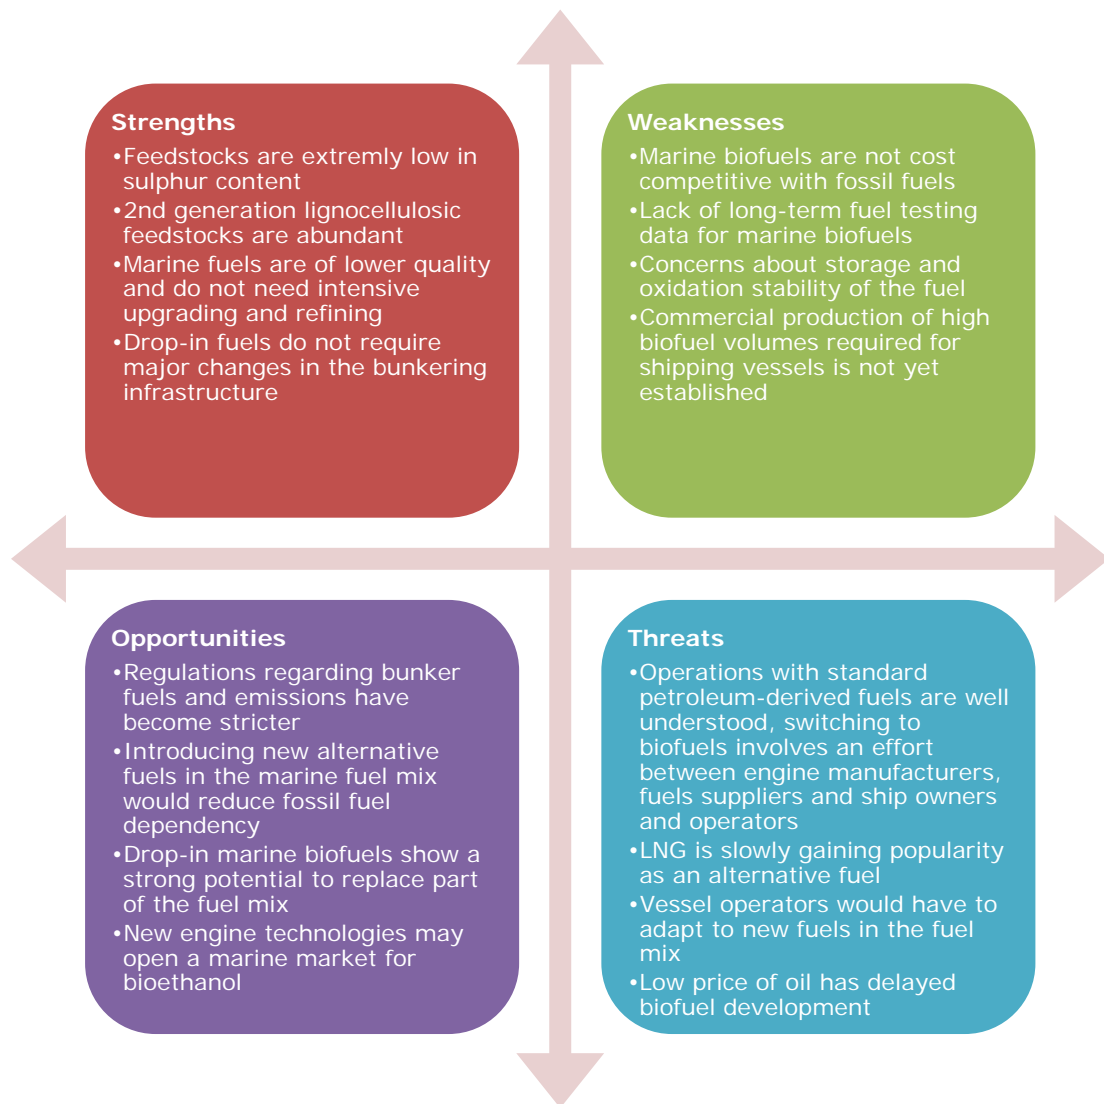 Strengths
•Feedstocks are extremly low in
sulphur content
•2nd generation lignocellulosic
feedstocks are abundant
•Marine fuels are of lower quality
and do not need intensive
upgrading and refining
•Drop-in fuels do not require
major changes in the bunkering
infrastructure
Weaknesses
•Marine biofuels are not cost
competitive with fossil fuels
•Lack of long-term fuel testing
data for marine biofuels
•Concerns about storage and
oxidation stability of the fuel
•Commercial production of high
biofuel volumes required for
shipping vessels is not yet
established
Opportunities
•Regulations regarding bunker
fuels and emissions have
become stricter
•Introducing new alternative
fuels in the marine fuel mix
would reduce fossil fuel
dependency
•Drop-in marine biofuels show a
strong potential to replace part
of the fuel mix
•New engine technologies may
open a marine market for
bioethanol
Threats
•Operations with standard
petroleum-derived fuels are well
understood, switching to
biofuels involves an effort
between engine manufacturers,
fuels suppliers and ship owners
and operators
•LNG is slowly gaining popularity
as an alternative fuel
•Vessel operators would have to
adapt to new fuels in the fuel
mix
•Low price of oil has delayed
biofuel development